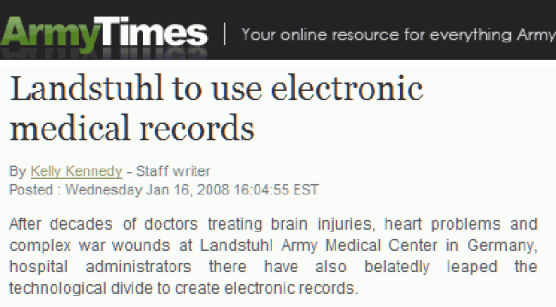 ArmyTimes | Your online resource for everything Army
Landstuhl to use electronic
medical records
By Kelly Kennedy - Staff writer
Posted : Wednesday Jan 16, 2008 16:04:55 EST
After decades of doctors treating brain injuries, heart problems and
complex war wounds at Landstuhl Army Medical Center in Germany,
hospital administrators there have also belatedly leaped the
technological divide to create electronic records.